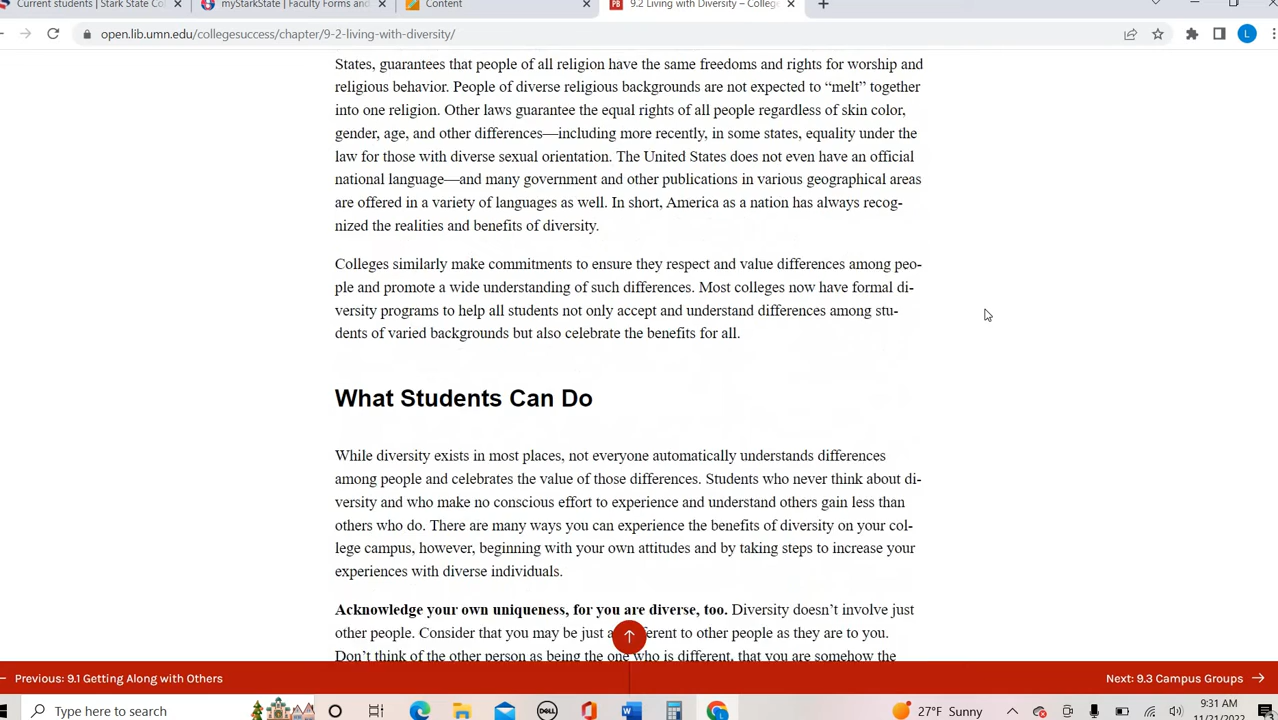 Current students | Stark State Col
myStarkState | Faculty Forms and
Content
9.2 Living with Diversity – Colleg
open.lib.umn.edu/collegesuccess/chapter/9-2-living-with-diversity/
L
States, guarantees that people of all religion have the same freedoms and rights for worship and
religious behavior. People of diverse religious backgrounds are not expected to “melt” together
into one religion. Other laws guarantee the equal rights of all people regardless of skin color,
gender, age, and other differences—including more recently, in some states, equality under the
law for those with diverse sexual orientation. The United States does not even have an official
national language—and many government and other publications in various geographical areas
are offered in a variety of languages as well. In short, America as a nation has always recog-
nized the realities and benefits of diversity.
Colleges similarly make commitments to ensure they respect and value differences among peo-
ple and promote a wide understanding of such differences. Most colleges now have formal di-
versity programs to help all students not only accept and understand differences among stu-
dents of varied backgrounds but also celebrate the benefits for all.
What Students Can Do
While diversity exists in most places, not everyone automatically understands differences
among people and celebrates the value of those differences. Students who never think about di-
versity and who make no conscious effort to experience and understand others gain less than
others who do. There are many ways you can experience the benefits of diversity on your col-
lege campus, however, beginning with your own attitudes and by taking steps to increase your
experiences with diverse individuals.
Acknowledge your own uniqueness, for you are diverse, too. Diversity doesn’t involve just
other people. Consider that you may be just to other people as they are to you.
Don’t think of the other person as being the one who is different, that you are somehow the
Previous: 9.1 Getting Along with Others
Next: 9.3 Campus Groups
Type here to search
27°F Sunny
9:31 AM